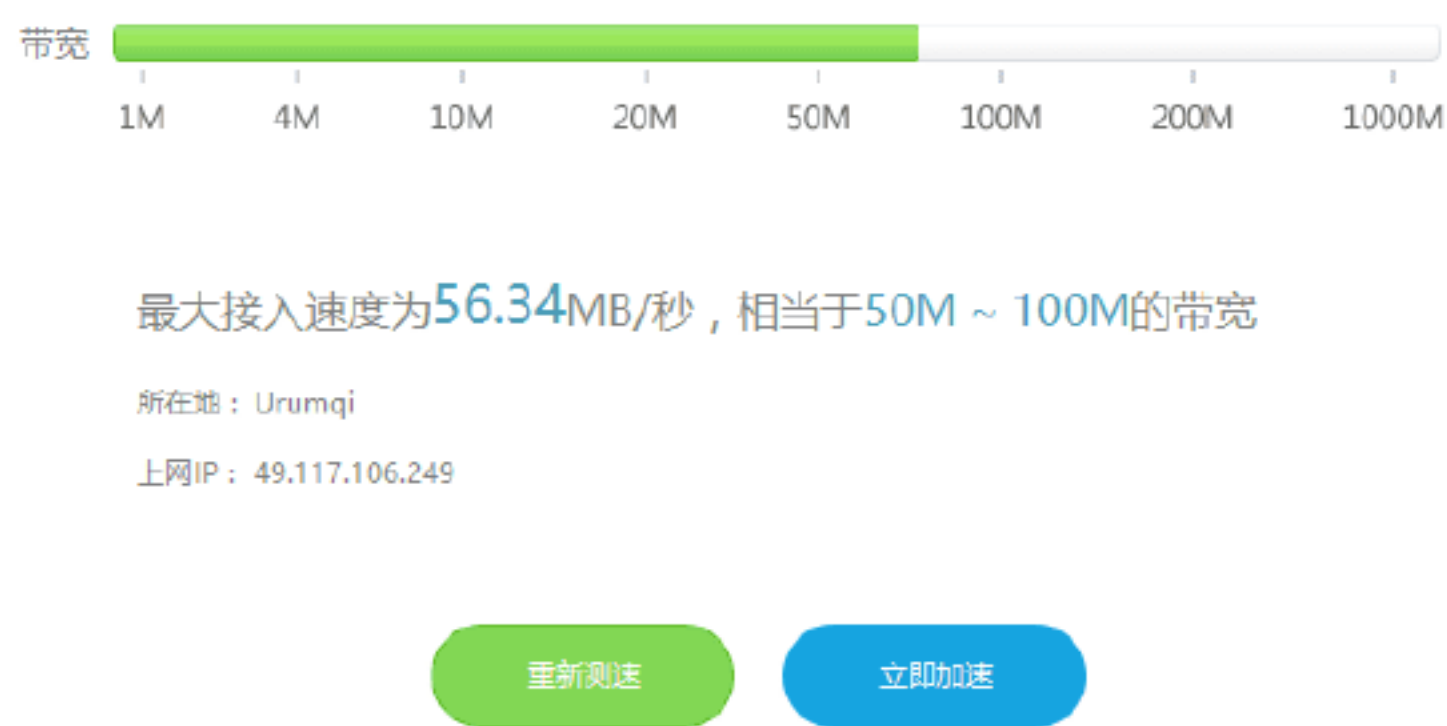 带宽
1M 4M 10M 20M 50M 100M 200M 1000M
最大接入速度为56.34MB/秒，相当于50M ~ 100M的带宽
所在地： Urumqi
上网IP： 49.117.106.249
重新测速 立即加速